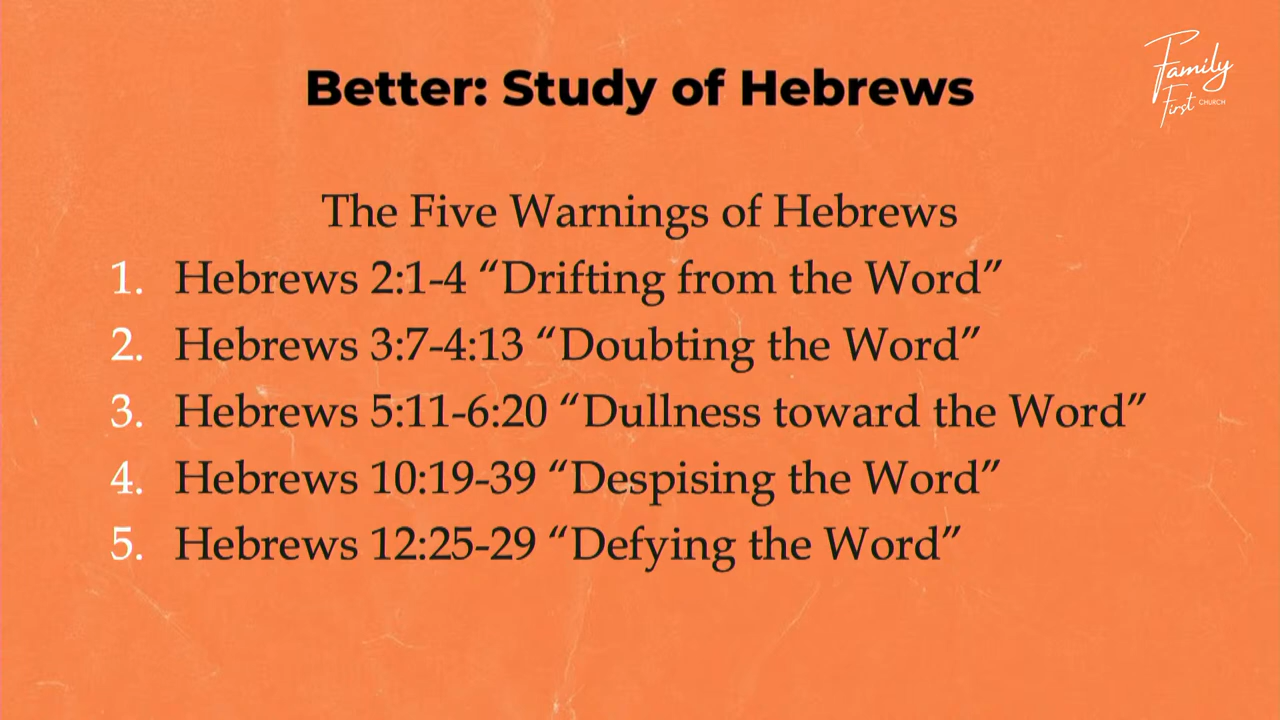 Better: Study of Hebrews
Family
First CHURCH
The Five Warnings of Hebrews
1. Hebrews 2:1-4 “Drifting from the Word”
2. Hebrews 3:7-4:13 “Doubting the Word”
3. Hebrews 5:11-6:20 “Dullness toward the Word”
4. Hebrews 10:19-39 “Despising the Word”
5. Hebrews 12:25-29 “Defying the Word”